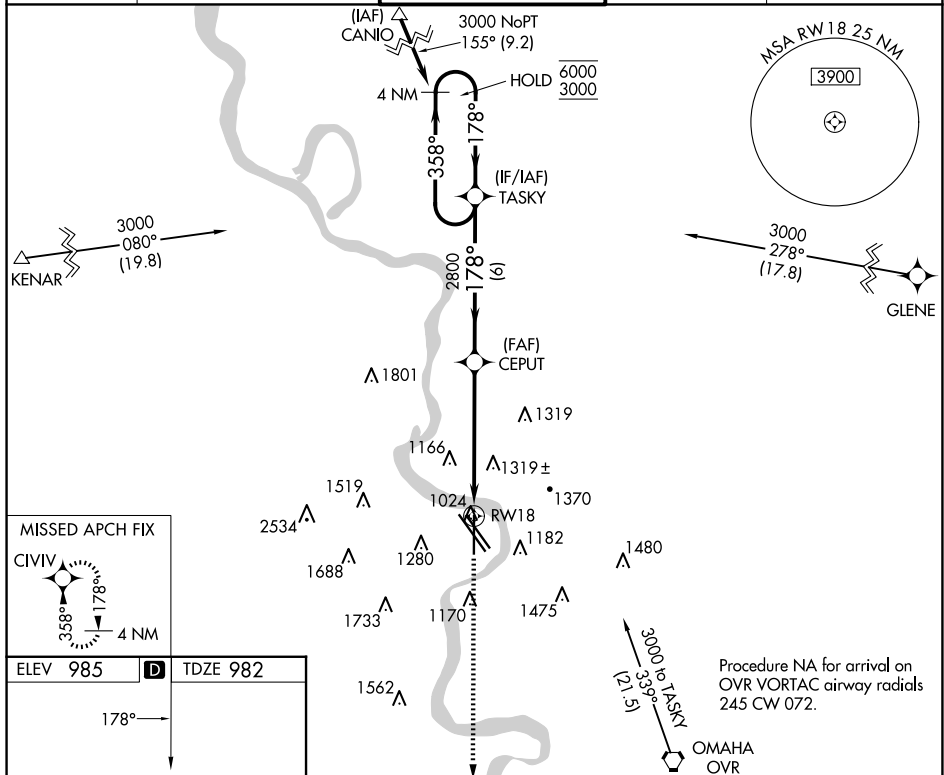 (IAF)
CANIO
3000 NoPT
155° (9.2)
HOLD
6000
3000
4 NM
358°
178°
(IF/IAF)
TASKY
MSA RW18 25 NM
3900
3000
080°
(19.8)
KENAR
3000
278°
(17.8)
GLENE
2800
178°
(6)
(FAF)
CEPUT
1801
1319
1166
1319 ±
1519
1024
1370
RW18
2534
1182
1280
1480
1688
1733
1170
1475
1562
MISSED APCH FIX
CIVIV
358°
178°
4 NM
ELEV 985
D
TDZE 982
178°
3000 to TASKY
339°
(21.5)
OMAHA
OVR
Procedure NA for arrival on
OVR VORTAC airway radials
245 CW 072.